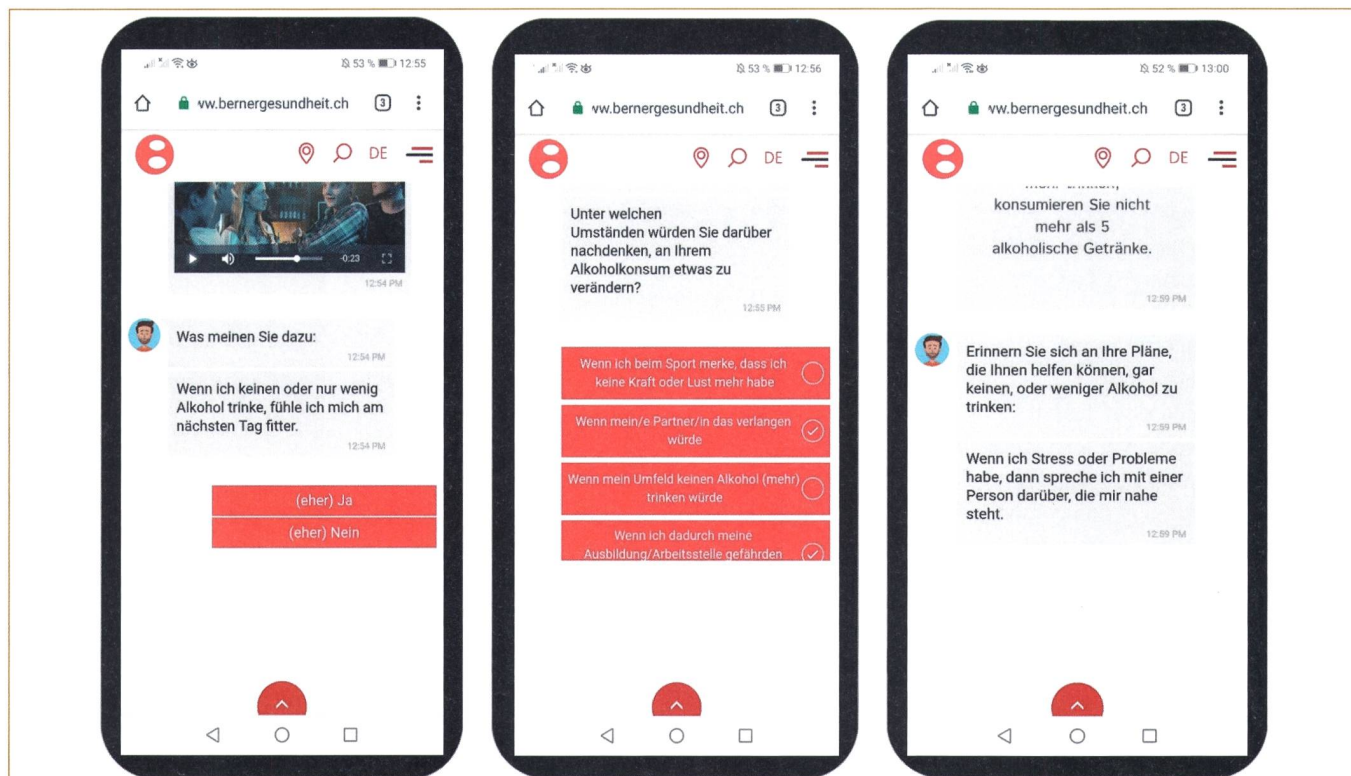 53 % 12:55
vw.bernergesundheit.ch 3
DE
-0:23
12:54 PM
Was meinen Sie dazu:
12:54 PM
Wenn ich keinen oder nur wenig
Alkohol trinke, fühle ich mich am
nächsten Tag fitter.
12:54 PM
(eher) Ja
(eher) Nein
53 % 12:56
vw.bernergesundheit.ch 3
DE
Unter welchen
Umständen würden Sie darüber
nachdenken, an Ihrem
Alkoholkonsum etwas zu
verändern?
12:55 PM
Wenn ich beim Sport merke, dass ich
keine Kraft oder Lust mehr habe
Wenn mein/e Partner/in das verlangen
würde
Wenn mein Umfeld keinen Alkohol (mehr)
trinken würde
Wenn ich dadurch meine
Ausbildung/Arbeitsstelle gefährden
52 % 13:00
vw.bernergesundheit.ch 3
DE
konsumieren Sie nicht
mehr als 5
alkoholische Getränke.
12:59 PM
Erinnern Sie sich an Ihre Pläne,
die Ihnen helfen können, gar
keinen, oder weniger Alkohol zu
trinken:
12:59 PM
Wenn ich Stress oder Probleme
habe, dann spreche ich mit einer
Person darüber, die mir nahe
steht.
12:59 PM